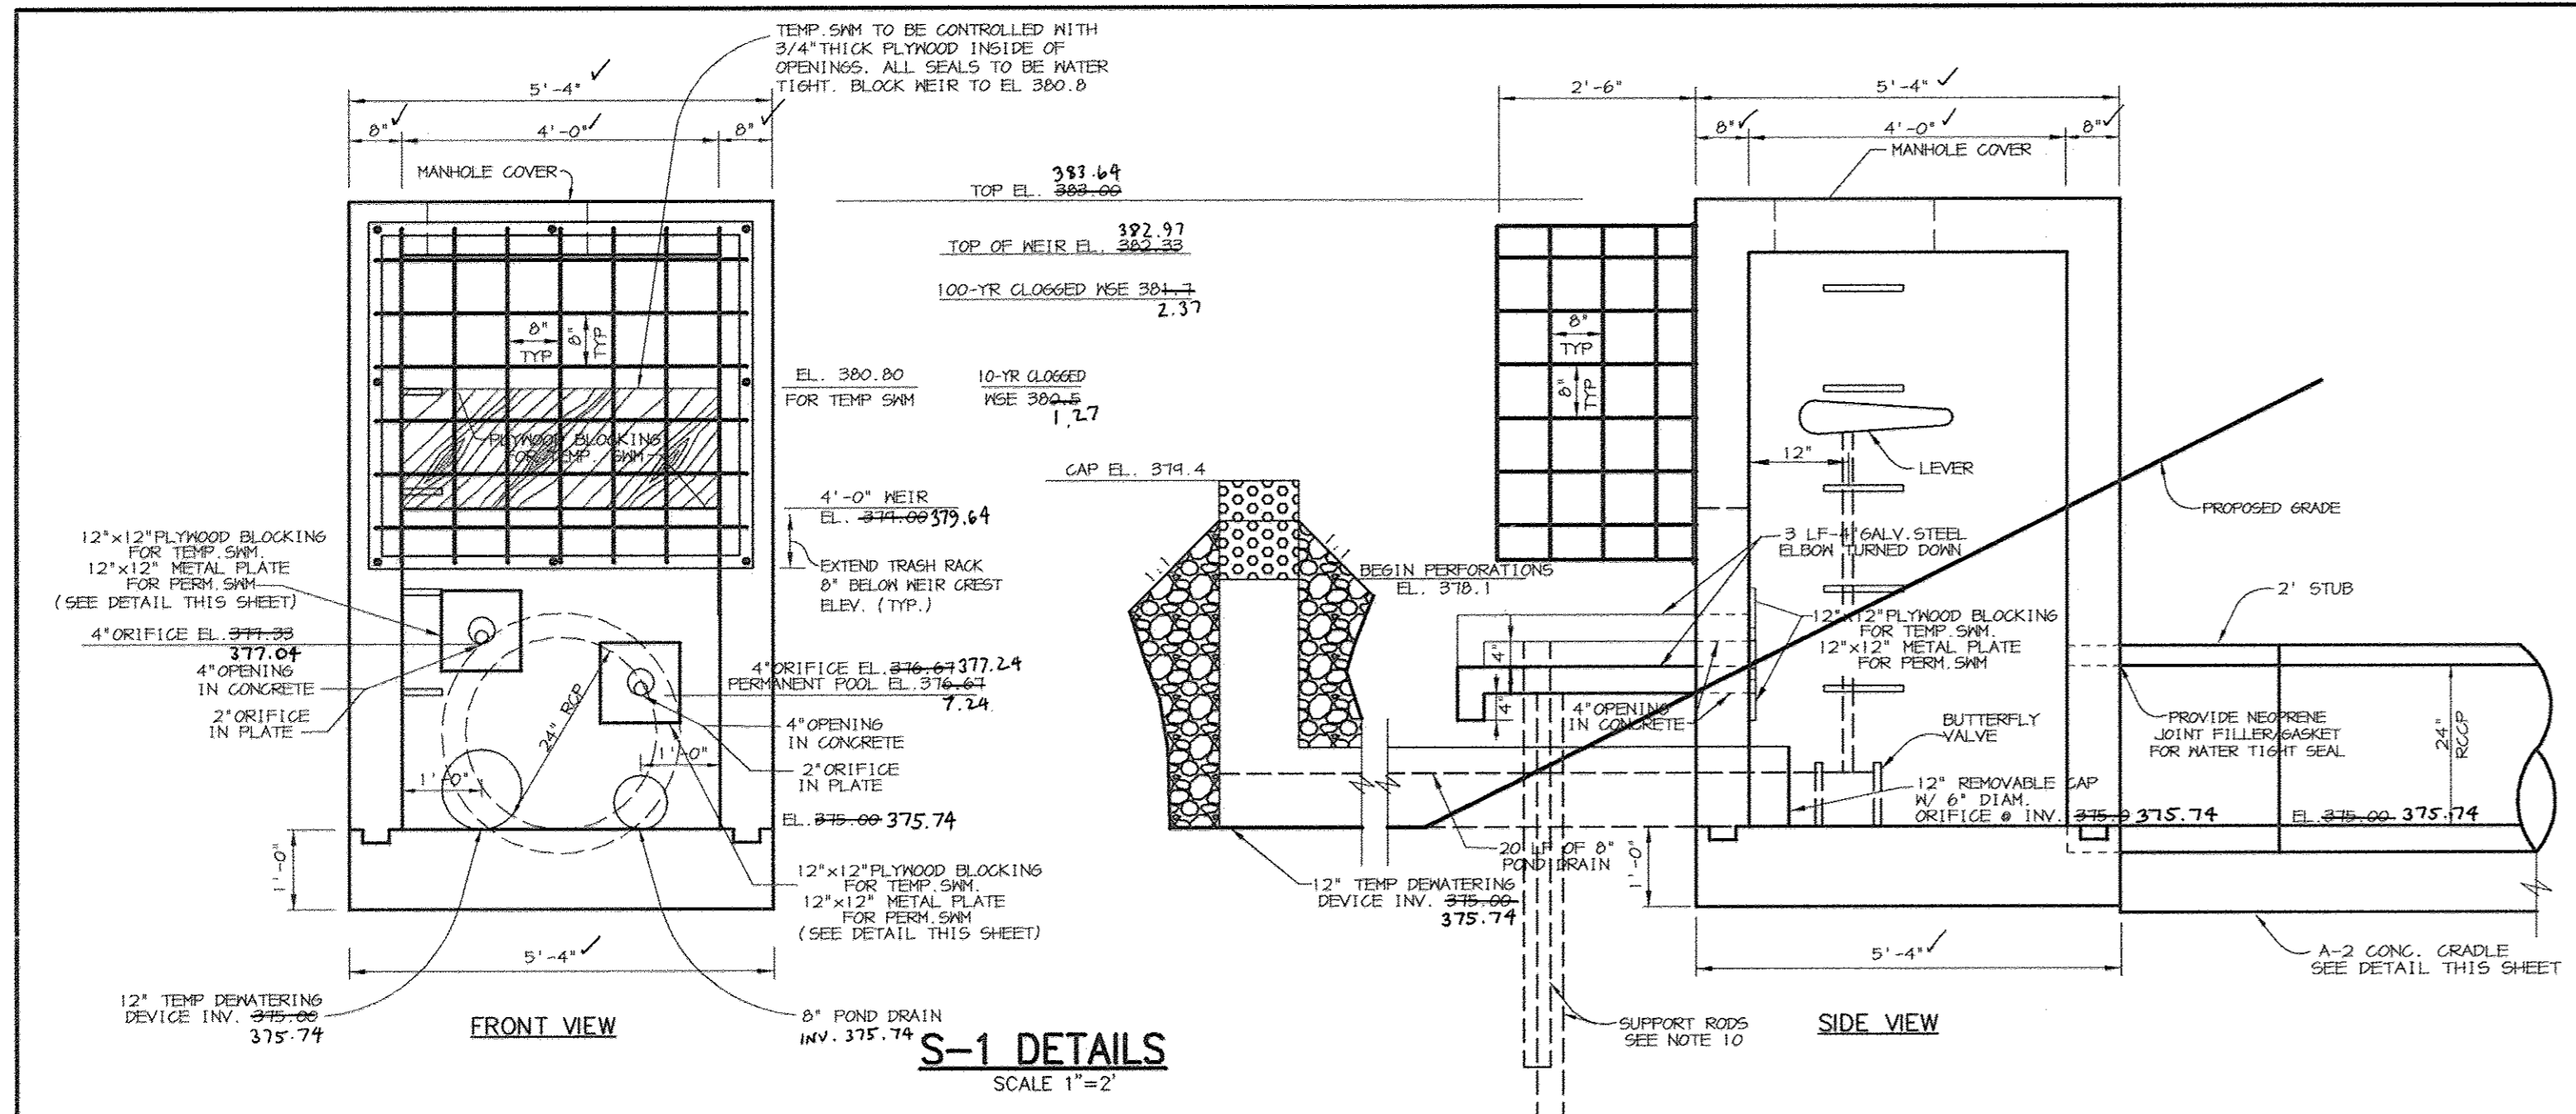 TEMP. SWM TO BE CONTROLLED WITH
3/4" THICK PLYWOOD INSIDE OF
OPENINGS. ALL SEALS TO BE WATER
TIGHT. BLOCK WEIR TO EL 380.8
5'-4" ✓
8" ✓
4'-0" ✓
8" ✓
MANHOLE COVER
8"
TYP
8"
TYP
PLYWOOD BLOCKING
FOR TEMP. SWM
12"x12" PLYWOOD BLOCKING
FOR TEMP. SWM.
12"x12" METAL PLATE
FOR PERM. SWM
(SEE DETAIL THIS SHEET)
4" ORIFICE EL. 377.33
377.04
4" OPENING
IN CONCRETE
2" ORIFICE
IN PLATE
24" RCP
1'-0"
1'-0"
1'-0"
5'-4" ✓
12" TEMP DEWATERING
DEVICE INV. 375.00
375.74
FRONT VIEW
8" POND DRAIN
INV. 375.74
383.64
TOP EL. 383.00
382.97
TOP OF WEIR EL. 382.33
100-YR CLOGGED WSE 381.7
2.37
EL. 380.80
FOR TEMP SWM
10-YR CLOGGED
WSE 380.5
1.27
CAP EL. 379.4
4'-0" WEIR
EL. 379.00 379.64
EXTEND TRASH RACK
8" BELOW WEIR CREST
ELEV. (TYP.)
4" ORIFICE EL. 376.67 377.24
PERMANENT POOL EL. 376.67
7.24
4" OPENING
IN CONCRETE
2" ORIFICE
IN PLATE
EL. 375.00 375.74
12"x12" PLYWOOD BLOCKING
FOR TEMP. SWM.
12"x12" METAL PLATE
FOR PERM. SWM
(SEE DETAIL THIS SHEET)
S-1 DETAILS
SCALE 1"=2'
2'-6"
5'-4" ✓
8" ✓
4'-0" ✓
8" ✓
MANHOLE COVER
8"
TYP
8"
TYP
12"
LEVER
PROPOSED GRADE
3 LF-4" GALV. STEEL
ELBOW TURNED DOWN
1:1
1:1
BEGIN PERFORATIONS
EL. 378.1
12"x12" PLYWOOD BLOCKING
FOR TEMP. SWM.
12"x12" METAL PLATE
FOR PERM. SWM
2' STUB
4"
4"
4" OPENING
IN CONCRETE
BUTTERFLY
VALVE
PROVIDE NEOPRENE
JOINT FILLER/GASKET
FOR WATER TIGHT SEAL
24"
RCCP
12" REMOVABLE CAP
W/ 6" DIAM.
ORIFICE @ INV. 375.0 375.74
EL. 375.00 375.74
20 LF OF 8"
POND DRAIN
12" TEMP DEWATERING
DEVICE INV. 375.00
375.74
1'-0"
5'-4" ✓
A-2 CONC. CRADLE
SEE DETAIL THIS SHEET
SUPPORT RODS
SEE NOTE 10
SIDE VIEW